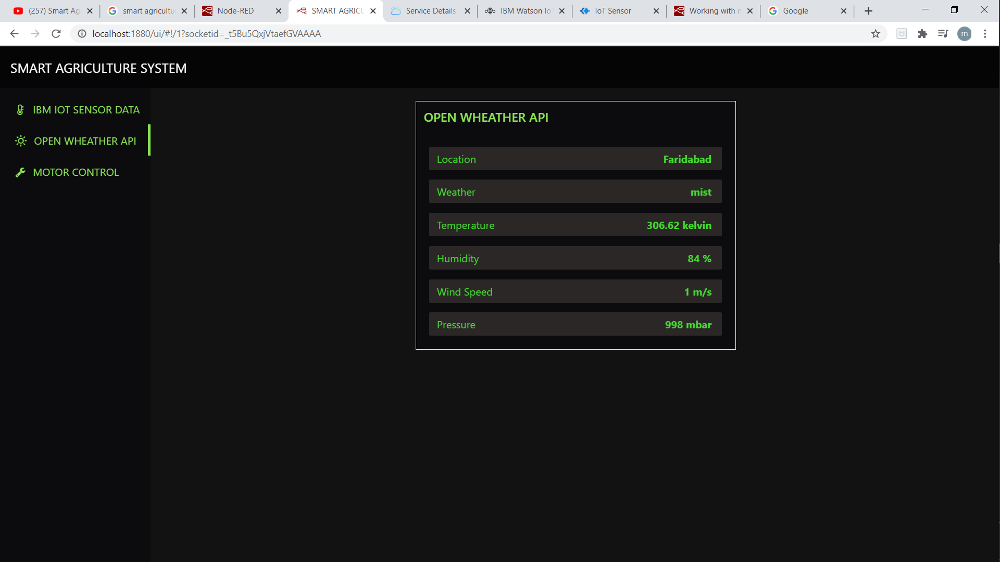 (257) Smart Ag
smart agricultu
Node-RED
SMART AGRICU
Service Details
IBM Watson Io
IoT Sensor
Working with
Google
localhost:1880/ui/#!/1?socketid=_t5Bu5QxjVtaefGVAAAA
m
SMART AGRICULTURE SYSTEM
IBM IOT SENSOR DATA
OPEN WHEATHER API
MOTOR CONTROL
OPEN WHEATHER API
Location Faridabad
Weather mist
Temperature 306.62 kelvin
Humidity 84 %
Wind Speed 1 m/s
Pressure 998 mbar